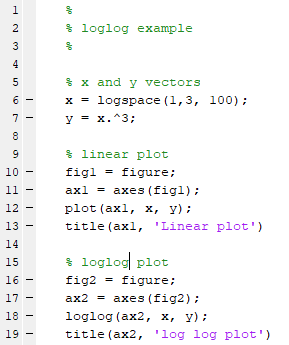 1 %
2 % loglog example
3 %
4
5 % x and y vectors
6 – x = logspace(1,3, 100);
7 – y = x.^3;
8
9 % linear plot
10 – fig1 = figure;
11 – ax1 = axes(fig1);
12 – plot(ax1, x, y);
13 – title(ax1, 'Linear plot')
14
15 % loglog plot
16 – fig2 = figure;
17 – ax2 = axes(fig2);
18 – loglog(ax2, x, y);
19 – title(ax2, 'log log plot')